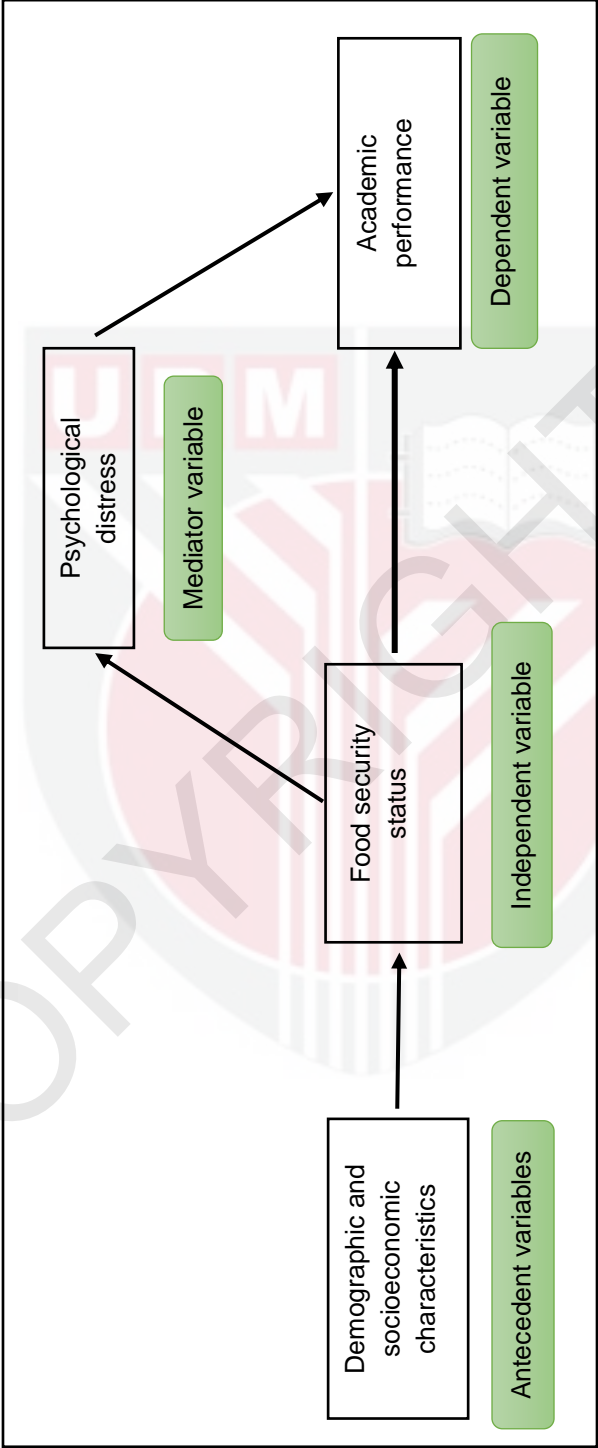 Psychological
distress
Mediator variable
Demographic and
socioeconomic
characteristics
Antecedent variables
Food security
status
Independent variable
Academic
performance
Dependent variable
UPM
OPYRIGHT